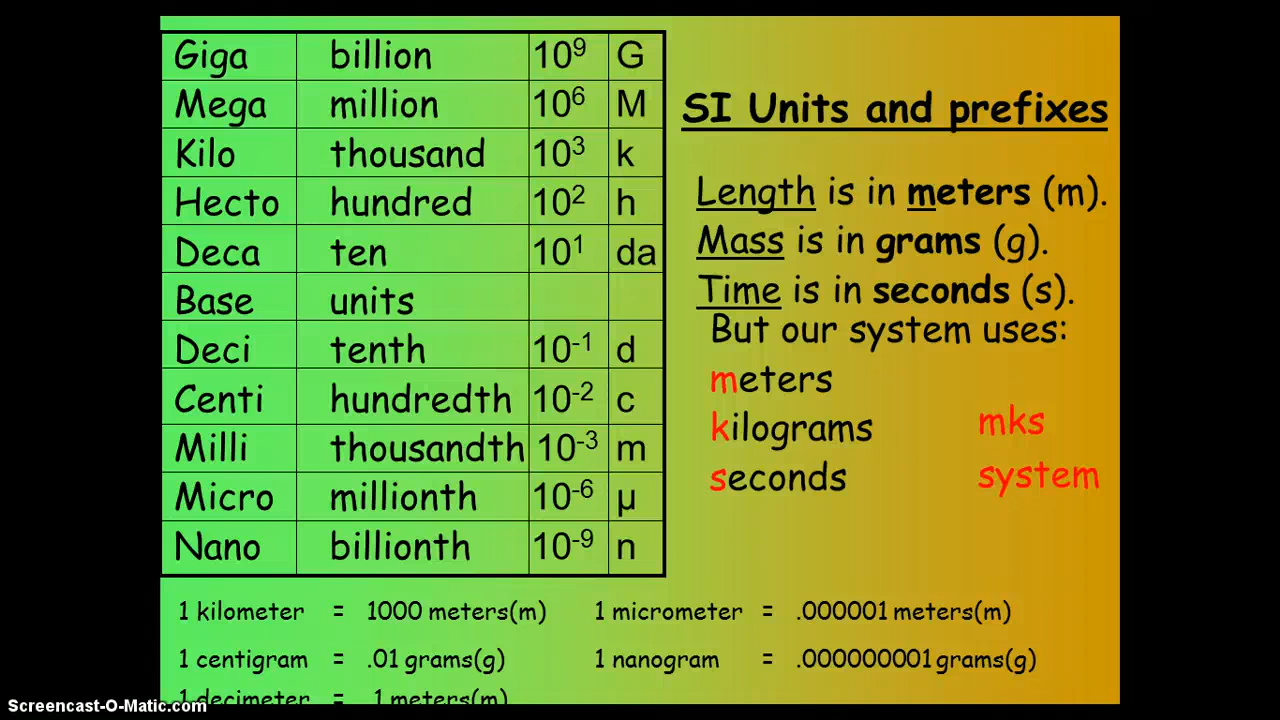 Giga billion 10⁹ G
Mega million 10⁶ M
Kilo thousand 10³ k
Hecto hundred 10² h
Deca ten 10¹ da
Base units
Deci tenth 10⁻¹ d
Centi hundredth 10⁻² c
Milli thousandth 10⁻³ m
Micro millionth 10⁻⁶ μ
Nano billionth 10⁻⁹ n
SI Units and prefixes
Length is in meters (m).
Mass is in grams (g).
Time is in seconds (s).
But our system uses:
meters
kilograms
seconds
mks
system
1 kilometer = 1000 meters(m) 1 micrometer = .000001 meters(m)
1 centigram = .01 grams(g) 1 nanogram = .000000001 grams(g)
1 decimeter = .1 meters(m)
Screencast-O-Matic.com